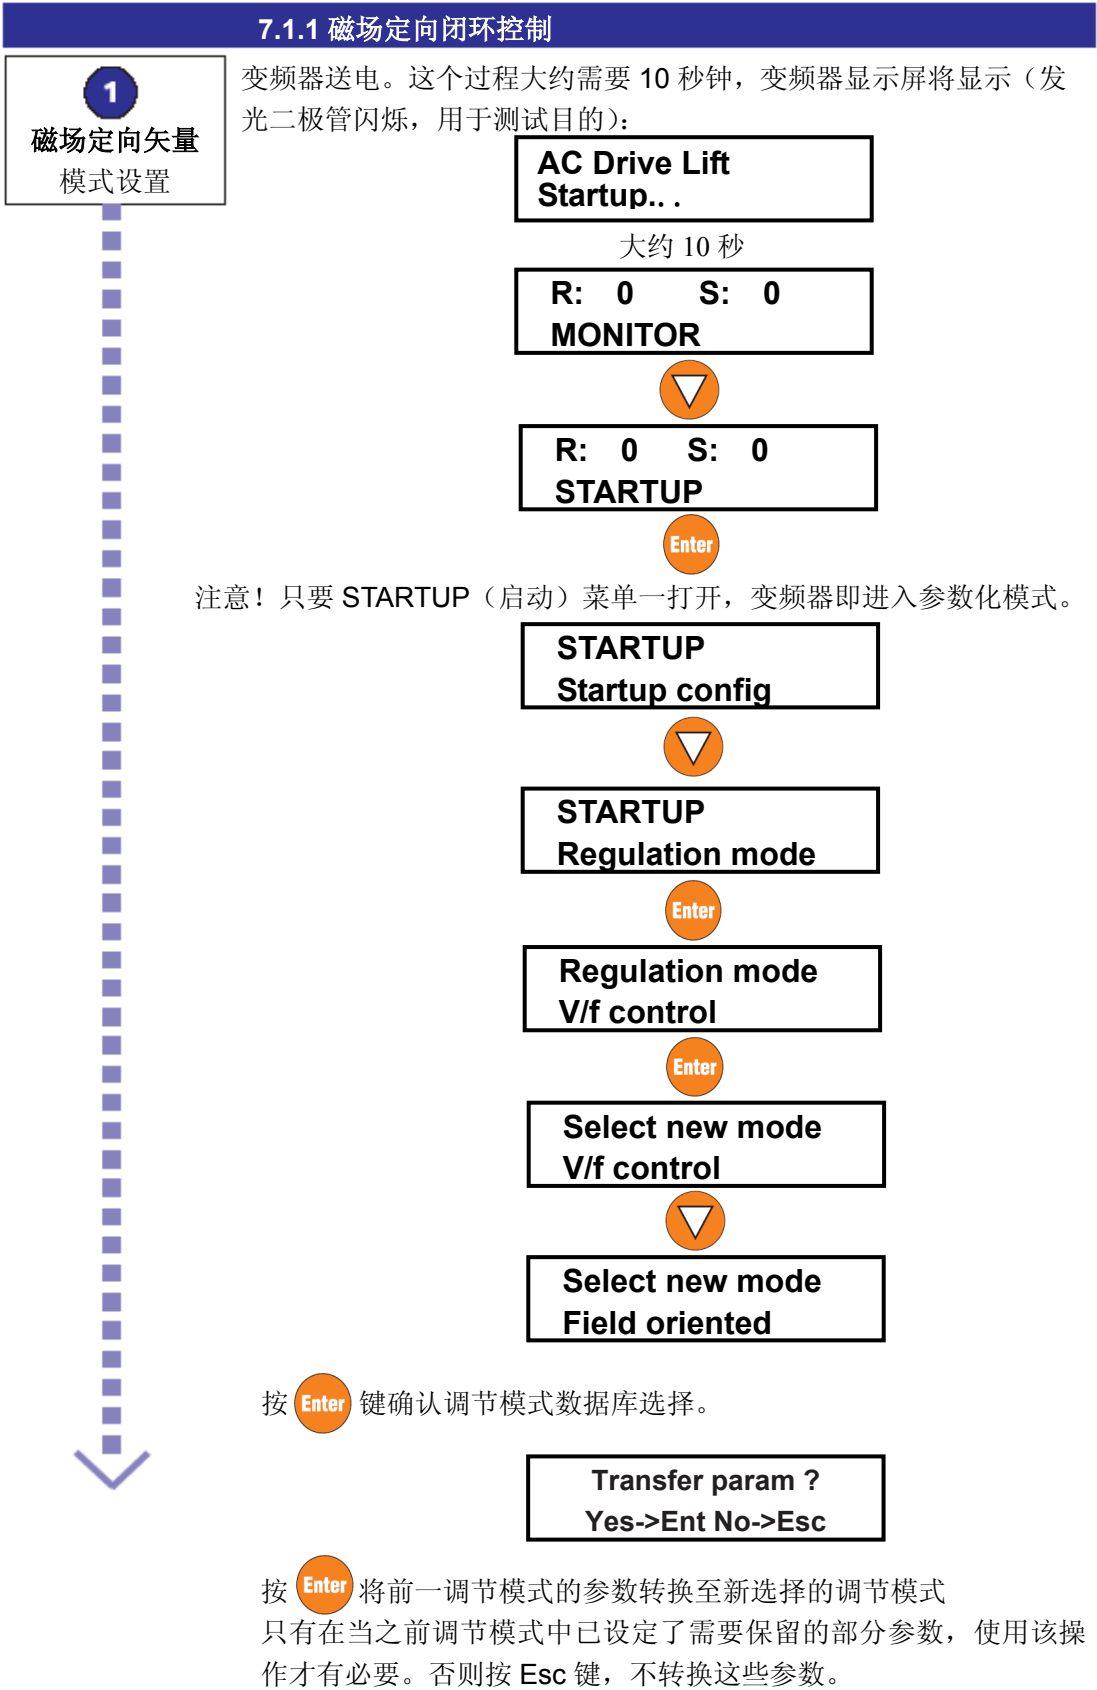 7.1.1 磁场定向闭环控制
1
磁场定向矢量
模式设置
变频器送电。这个过程大约需要 10 秒钟，变频器显示屏将显示（发
光二极管闪烁，用于测试目的）：
AC Drive Lift
Startup.. .
大约 10 秒
R: 0 S: 0
MONITOR
R: 0 S: 0
STARTUP
Enter
注意！只要 STARTUP（启动）菜单一打开，变频器即进入参数化模式。
STARTUP
Startup config
STARTUP
Regulation mode
Enter
Regulation mode
V/f control
Enter
Select new mode
V/f control
Select new mode
Field oriented
按 Enter 键确认调节模式数据库选择。
Transfer param ?
Yes->Ent No->Esc
按 Enter 将前一调节模式的参数转换至新选择的调节模式
只有在当之前调节模式中已设定了需要保留的部分参数，使用该操
作才有必要。否则按 Esc 键，不转换这些参数。